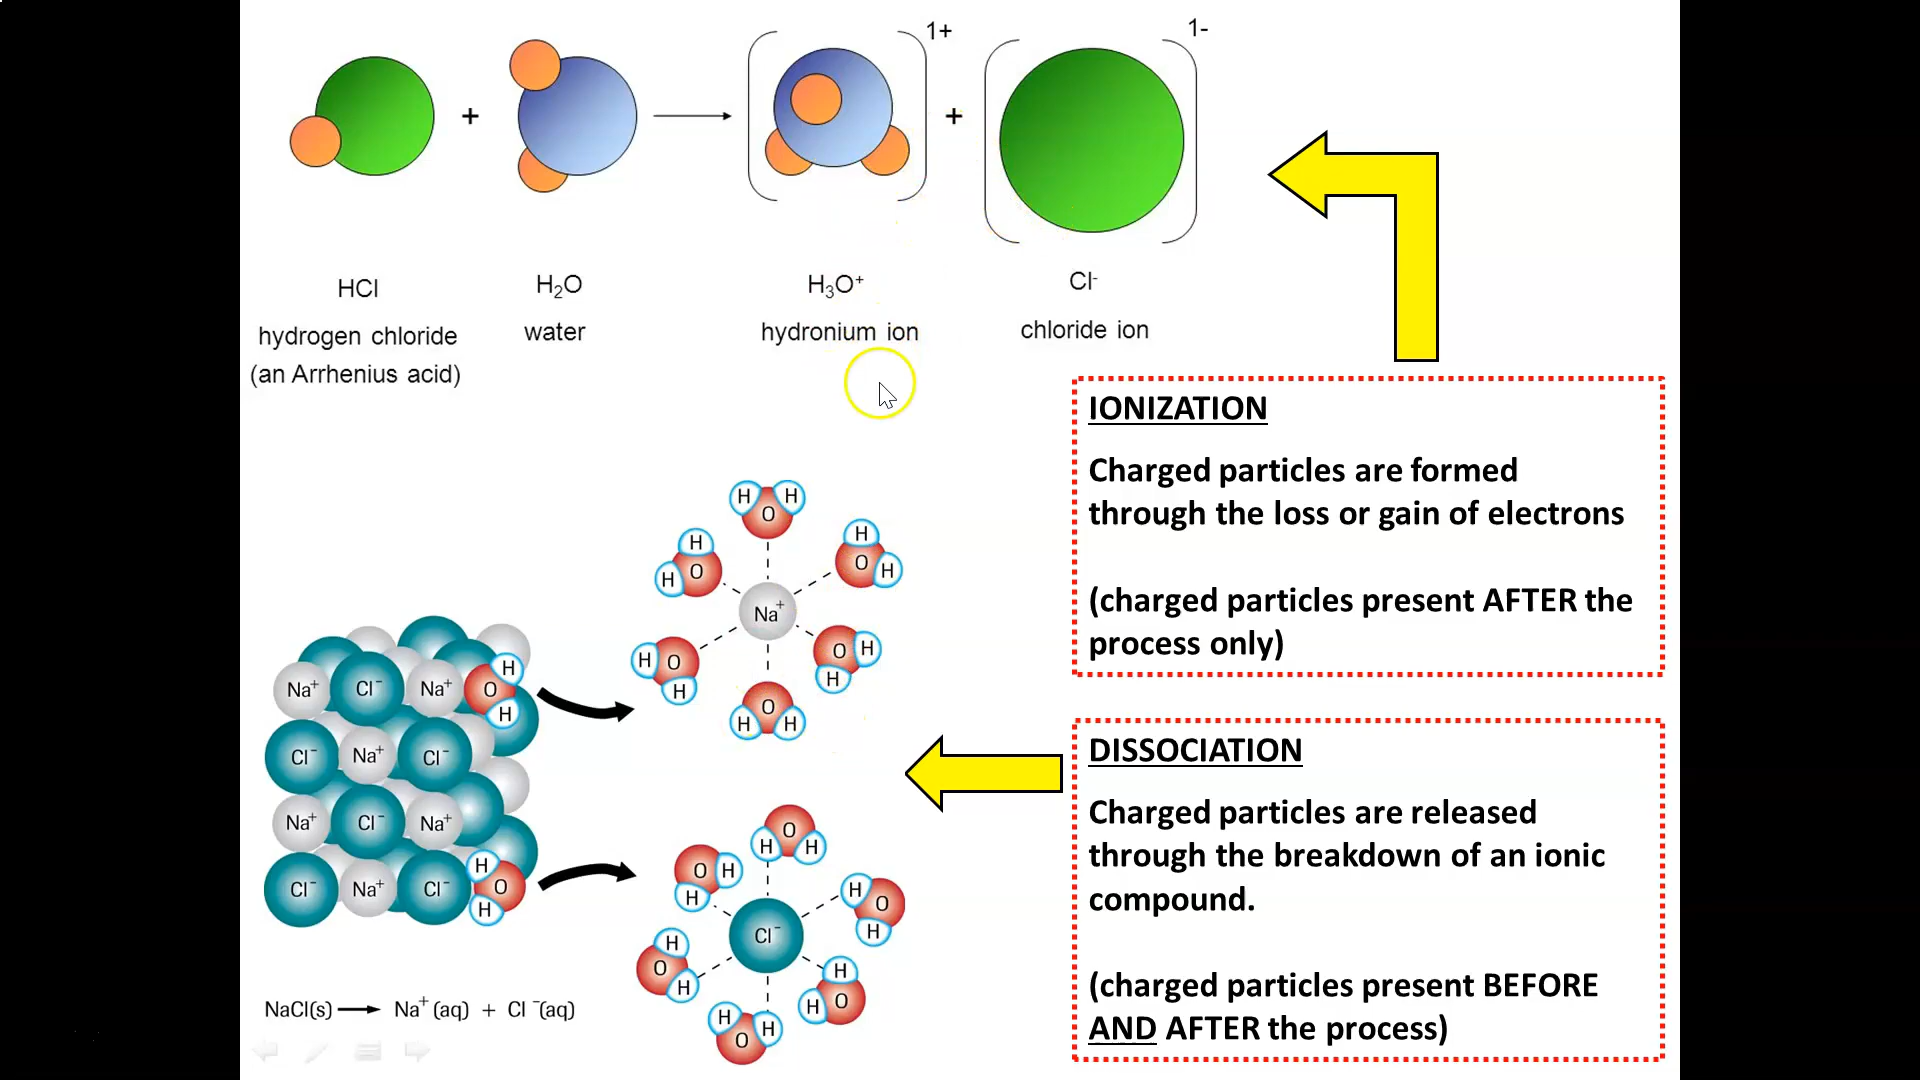 1+
1-
+
+
HCl
H₂O
H₃O⁺
Cl⁻
hydrogen chloride
(an Arrhenius acid)
water
hydronium ion
chloride ion
IONIZATION
Charged particles are formed
through the loss or gain of electrons
(charged particles present AFTER the
process only)
H H
O
H
O
H
H
O
H
Na⁺
H O
H
O H
H
O
H H
Na⁺ Cl⁻ Na⁺ O H
H
Cl⁻ Na⁺ Cl⁻
Na⁺ Cl⁻ Na⁺
Cl⁻ Na⁺ Cl⁻ H O
H
O
H H
O H
H
H O
H
Cl⁻
H
O
H
H
H O
H H
O
NaCl(s) → Na⁺(aq) + Cl⁻(aq)
DISSOCIATION
Charged particles are released
through the breakdown of an ionic
compound.
(charged particles present BEFORE
AND AFTER the process)